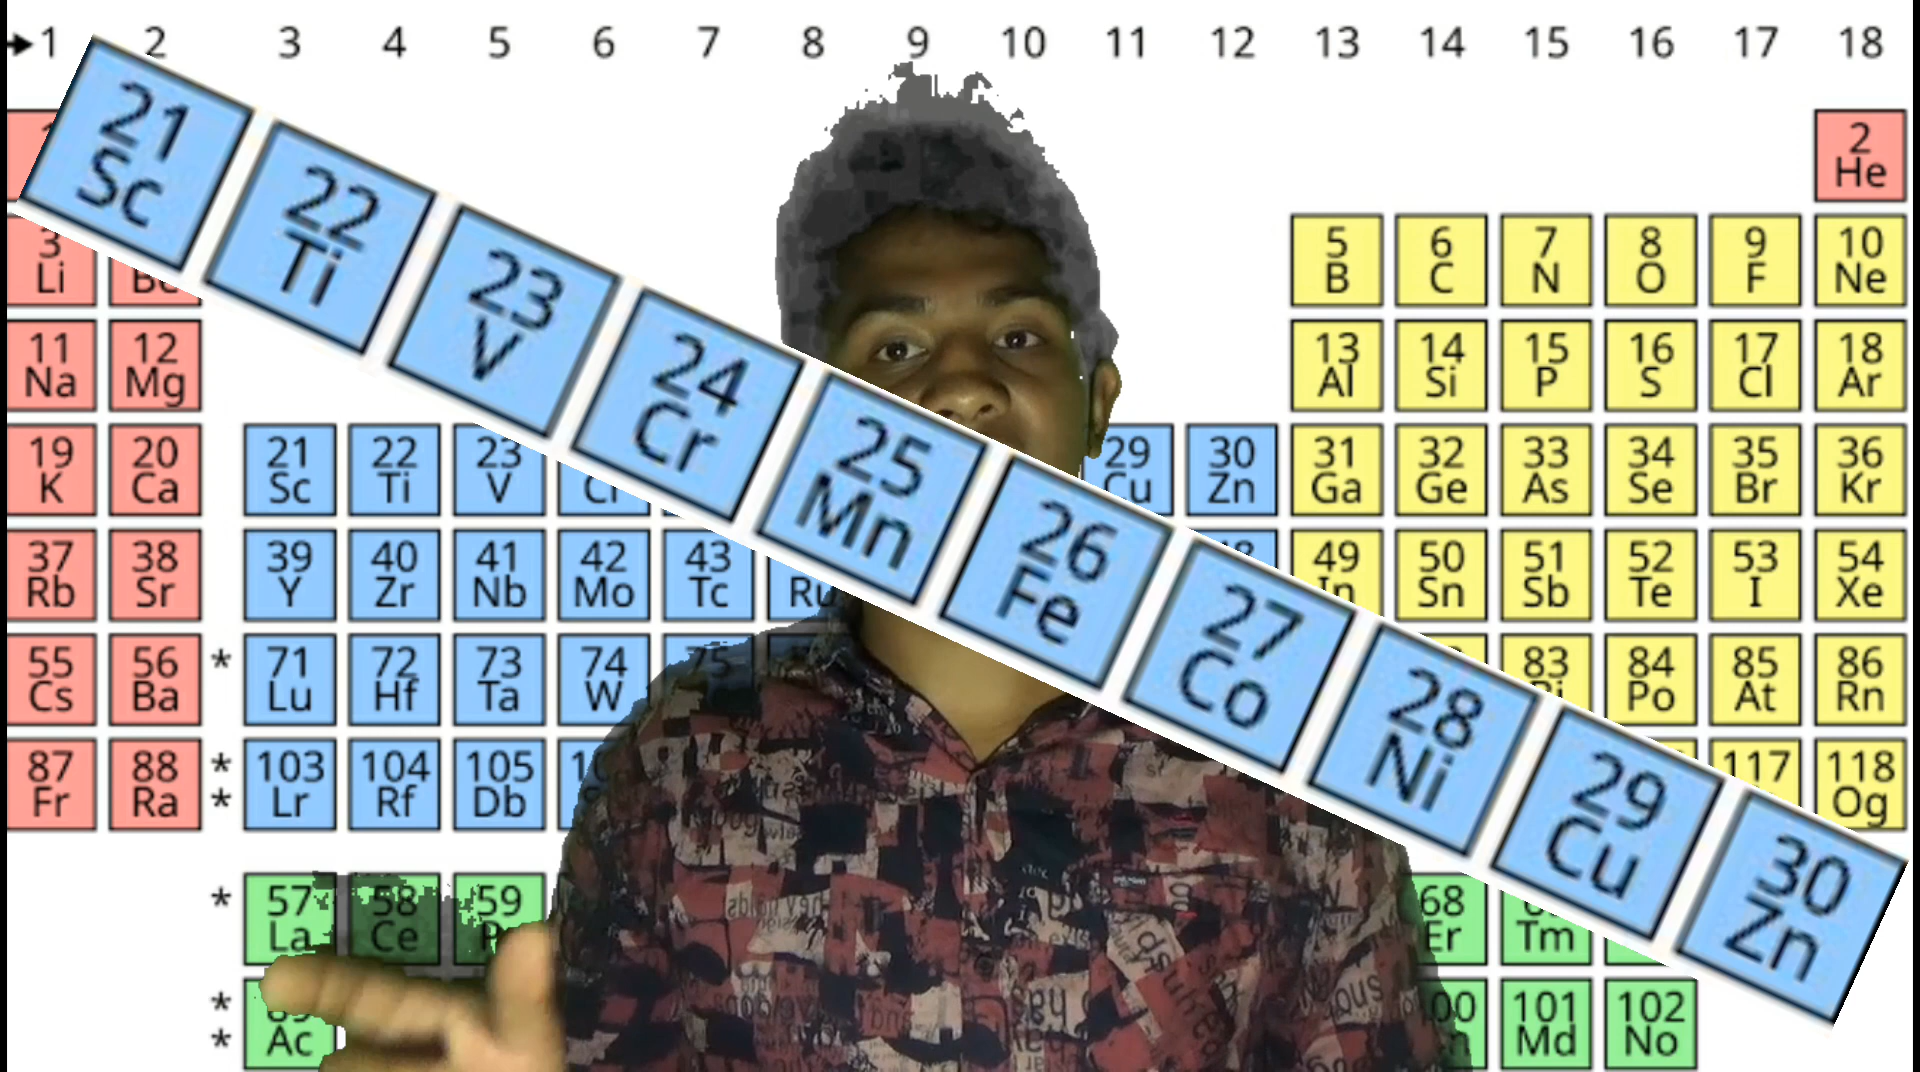 →1 2 3 4 5 6 7 8 9 10 11 12 13 14 15 16 17 18
21 22 23 24 25 26 27 28 29 30
Sc Ti V Cr Mn Fe Co Ni Cu Zn
2
He
3 5 6 7 8 9 10
Li Be B C N O F Ne
11 12 13 14 15 16 17 18
Na Mg Al Si P S Cl Ar
19 20 21 22 23 29 30 31 32 33 34 35 36
K Ca Sc Ti V Cu Zn Ga Ge As Se Br Kr
37 38 39 40 41 42 43 49 50 51 52 53 54
Rb Sr Y Zr Nb Mo Tc Ru In Sn Sb Te I Xe
55 56 * 71 72 73 74 75 83 84 85 86
Cs Ba Lu Hf Ta W Po At Rn
87 88 * 103 104 105 117 118
Fr Ra * Lr Rf Db Og
* 57 58 59 68
La Ce Er Tm
* 101 102
* Ac Md No